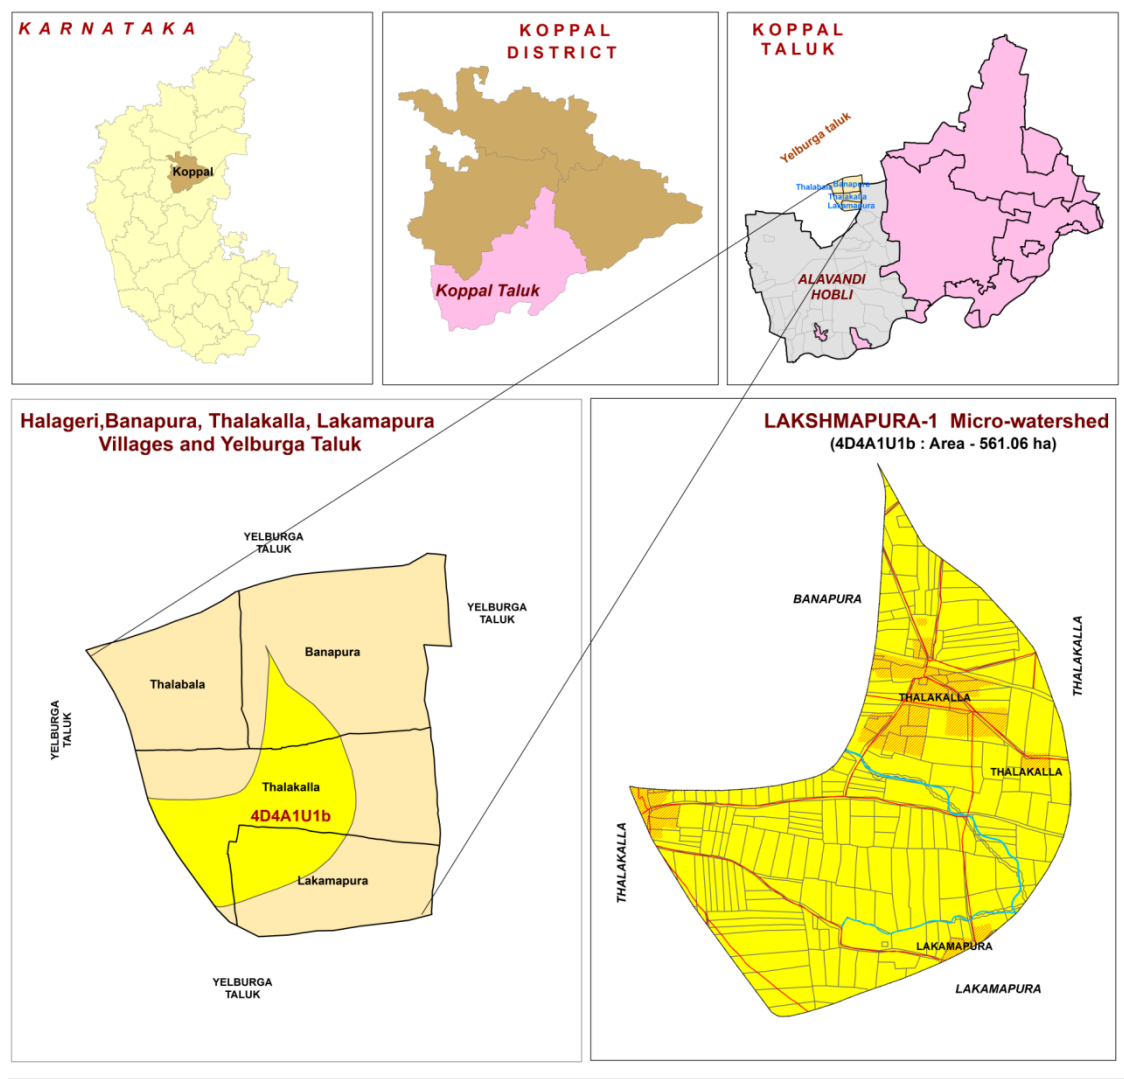 KARNATAKA
Koppal
KOPPAL
DISTRICT
Koppal Taluk
KOPPAL
TALUK
Yelburga taluk
Thalabala
Banapura
Thalakalla
Lakamapura
ALAVANDI
HOBLI
Halageri,Banapura, Thalakalla, Lakamapura
Villages and Yelburga Taluk
YELBURGA
TALUK
YELBURGA
TALUK
Banapura
Thalabala
YELBURGA
TALUK
Thalakalla
4D4A1U1b
Lakamapura
YELBURGA
TALUK
LAKSHMAPURA-1 Micro-watershed
(4D4A1U1b : Area - 561.06 ha)
BANAPURA
THALAKALLA
THALAKALLA
THALAKALLA
THALAKALLA
LAKAMAPURA
LAKAMAPURA